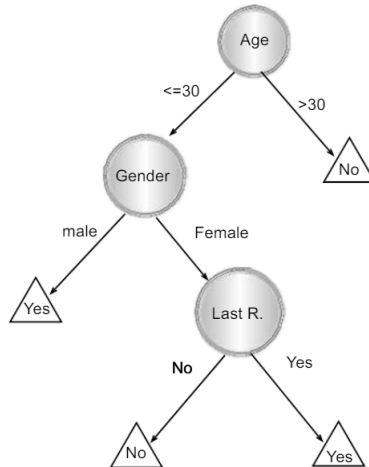 Age
<=30
>30
Gender
No
male
Female
Yes
Last R.
No
Yes
No
Yes